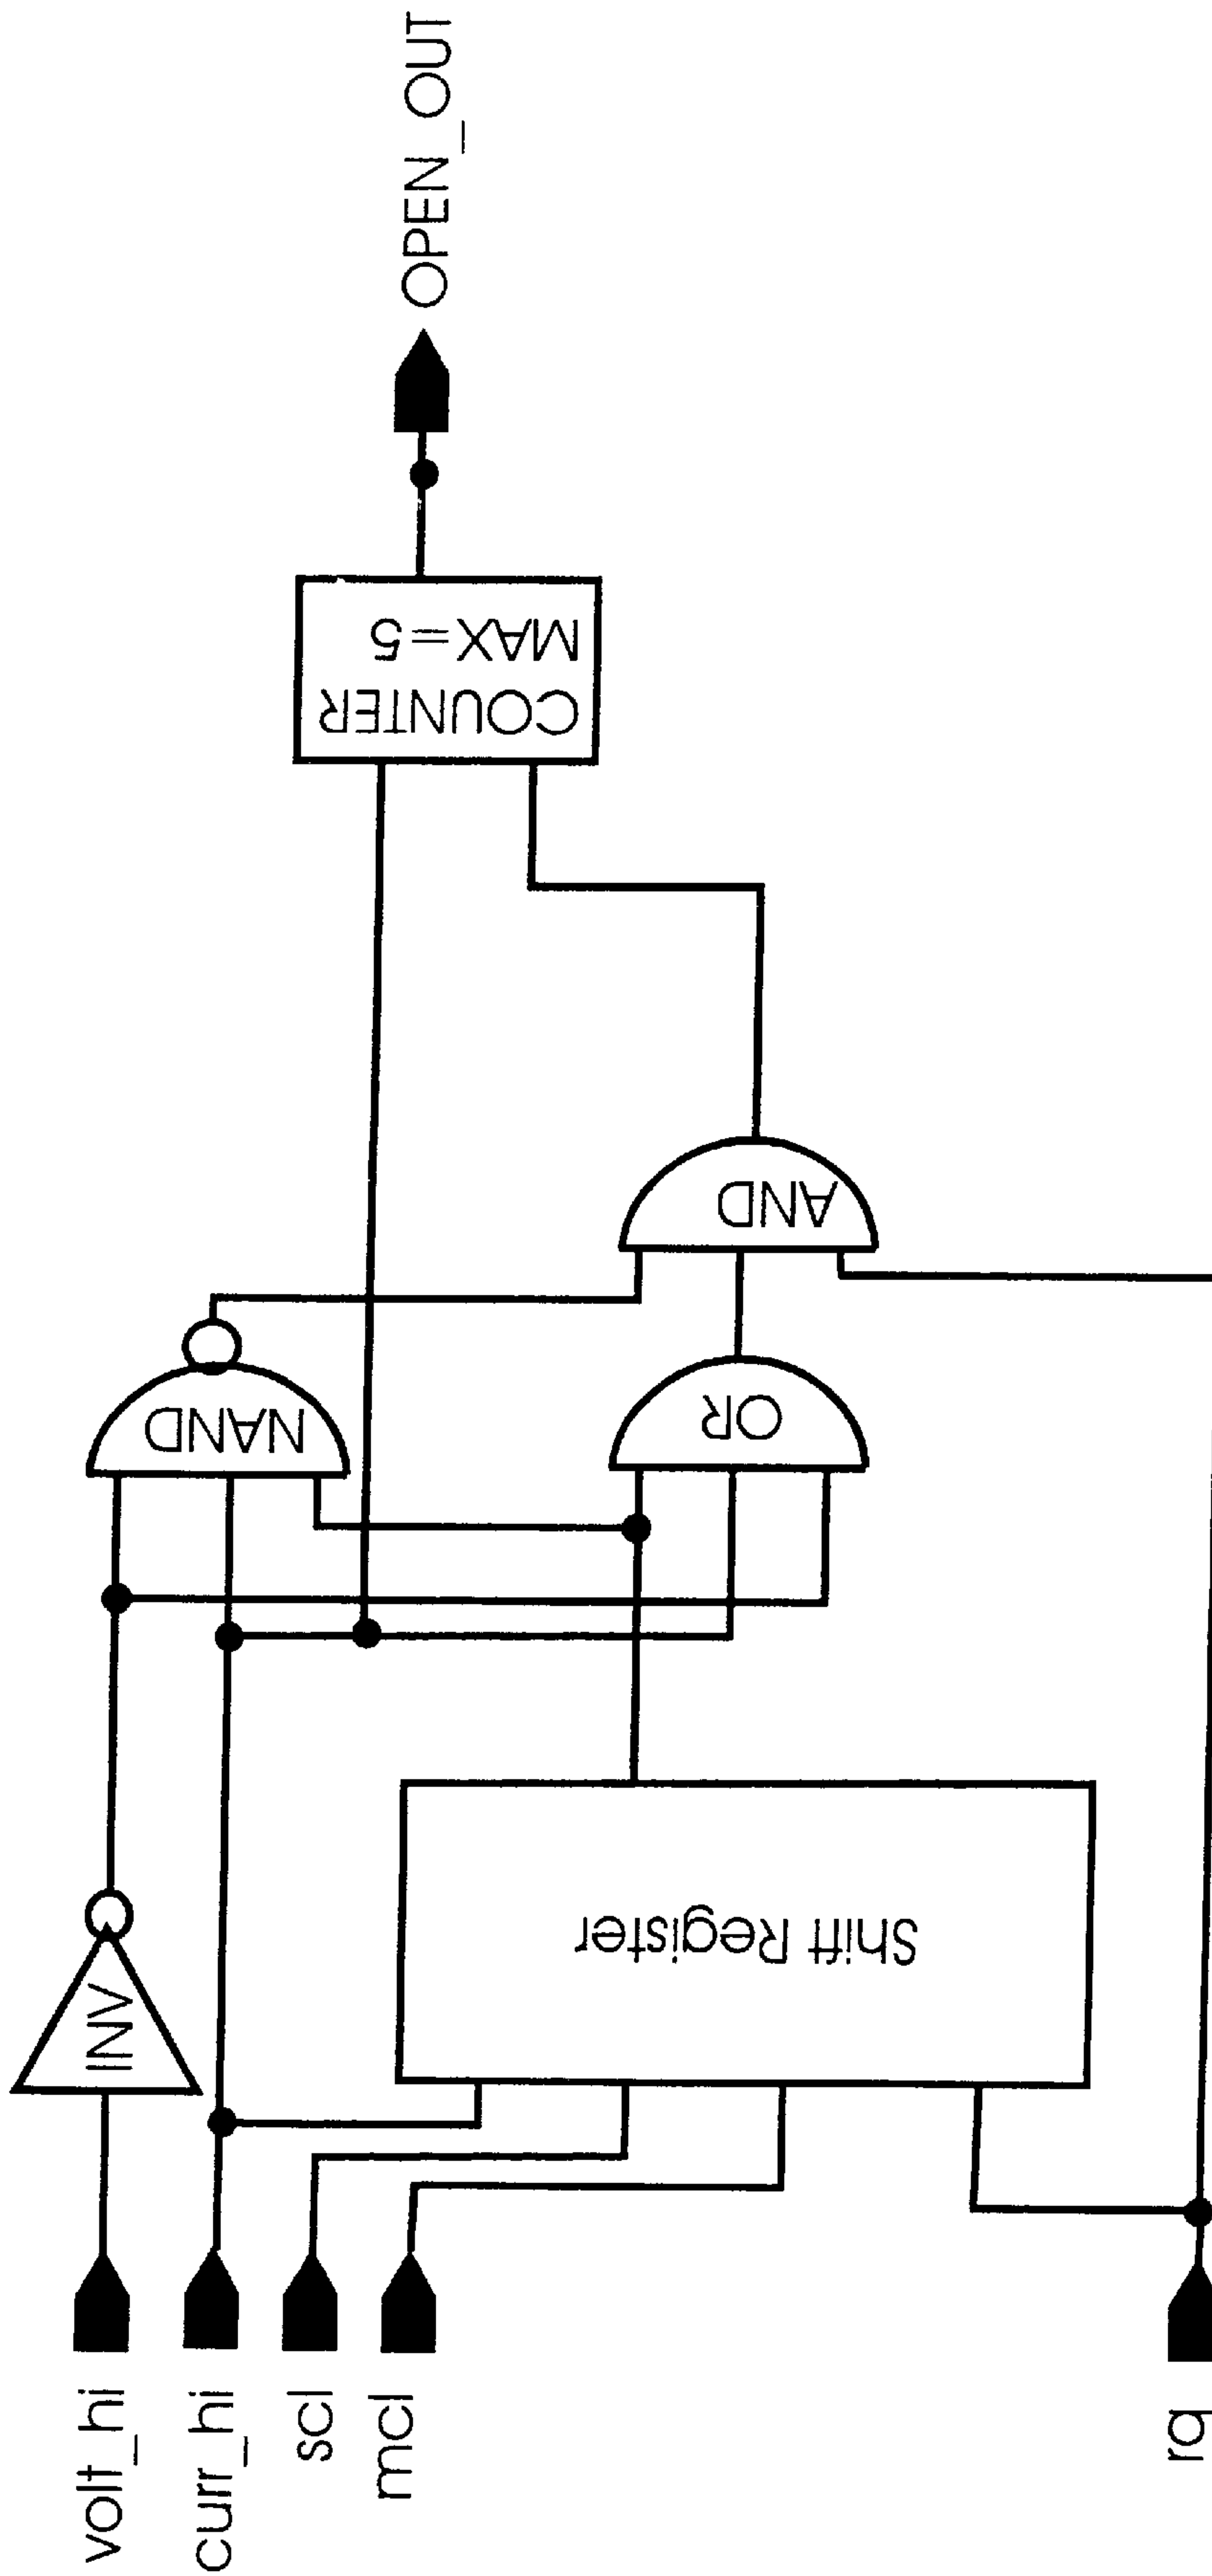 volt_hi
curr_hi
scl
mcl
rq
INV
Shift Register
NAND
OR
AND
COUNTER
MAX=5
OPEN_OUT